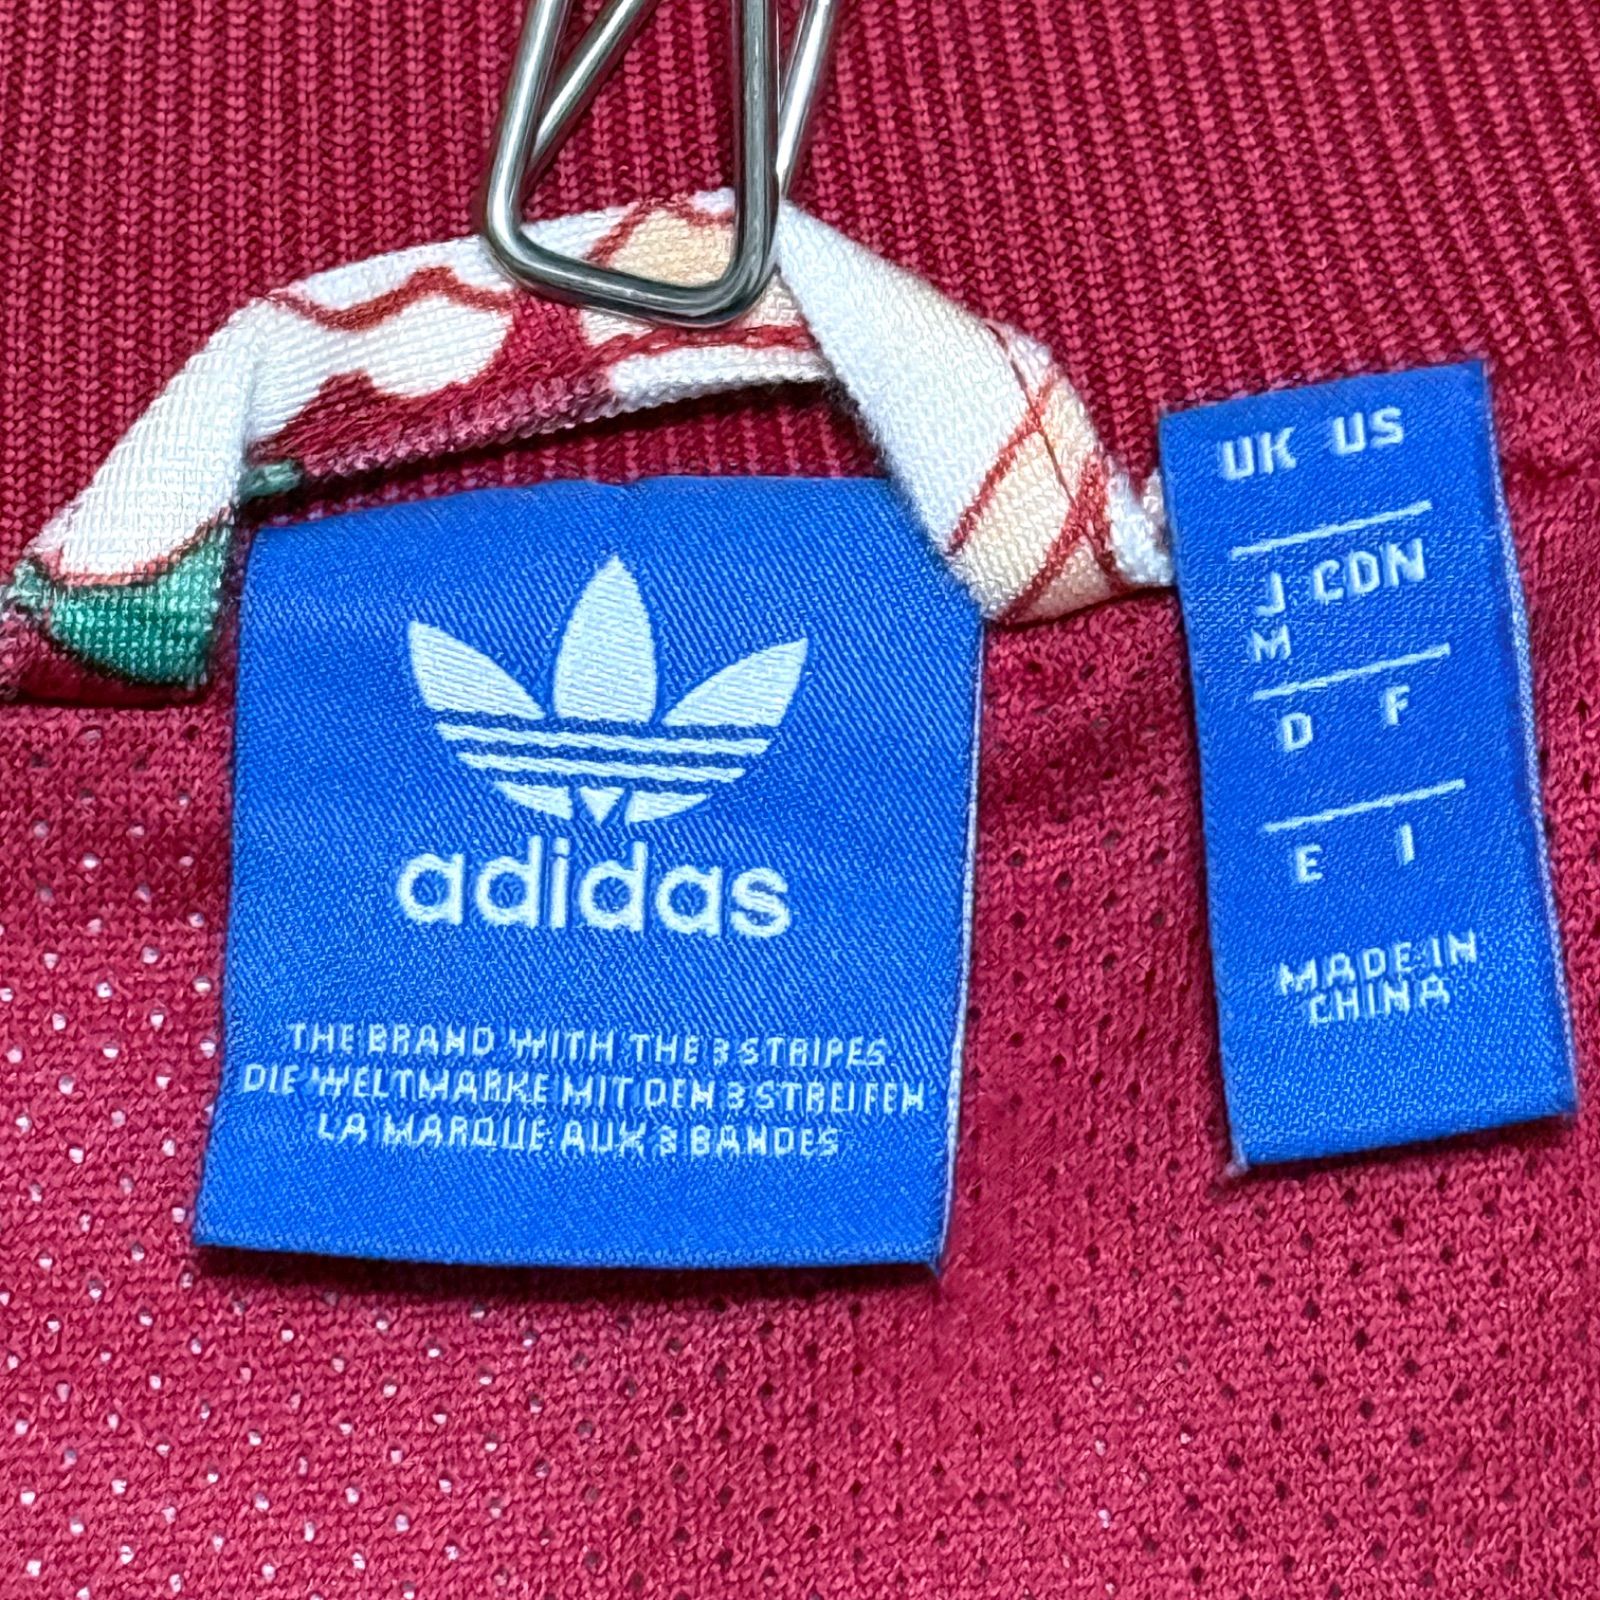 adidas
THE BRAND WITH THE 3 STRIPES
DIE WELTMARKE MIT DEN 3 STREIFEN
LA MARQUE AUX 3 BANDES
UK US
J CDN
M
D F
E I
MADE IN
CHINA